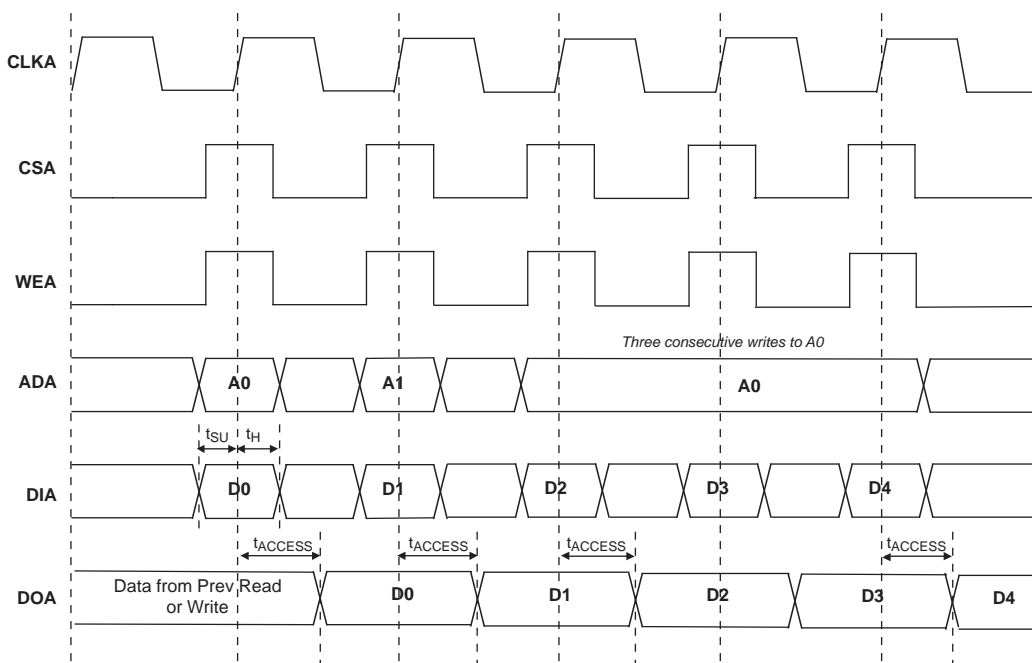 CLKA
CSA
WEA
Three consecutive writes to A0
ADA
A0
A1
A0
tSU
tH
DIA
D0
D1
D2
D3
D4
tACCESS
tACCESS
tACCESS
tACCESS
DOA
Data from Prev Read
or Write
D0
D1
D2
D3
D4